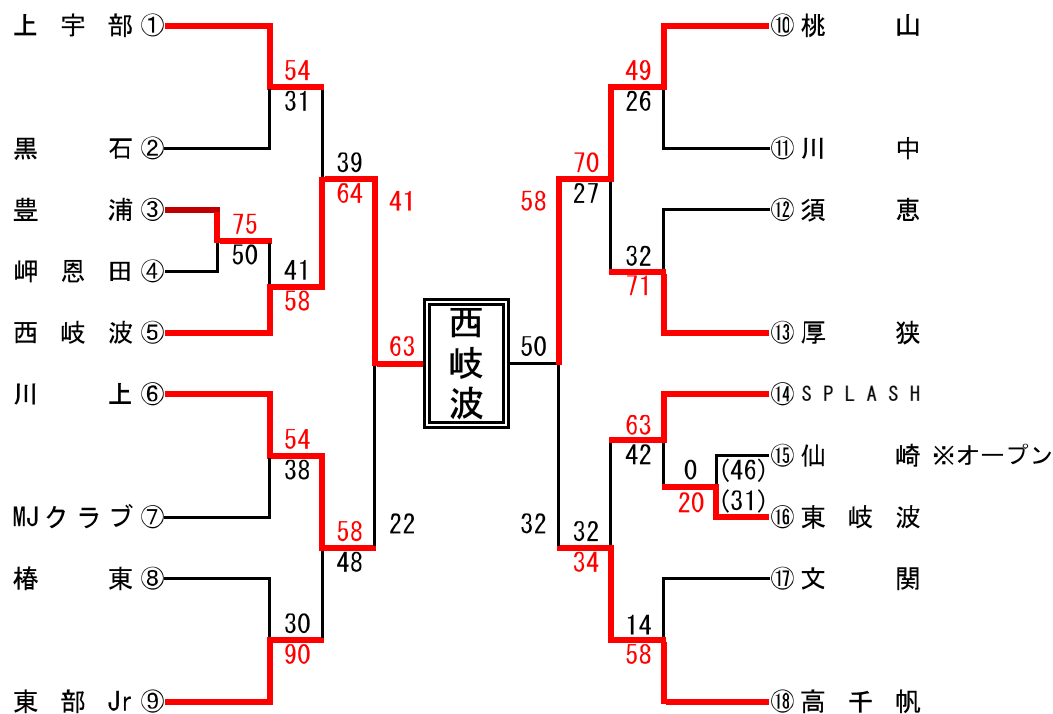 上宇部 ①
黒石 ②
豊浦 ③
岬恩田 ④
西岐波 ⑤
川上 ⑥
MJクラブ ⑦
椿東 ⑧
東部Jr ⑨
54
31
75
50
41
58
39
64
41
54
38
30
90
58
48
22
63
西岐波
50
58
32
70
27
49
26
32
71
63
42
0
20
(46)
(31)
32
34
14
58
⑩ 桃山
⑪ 川中
⑫ 須恵
⑬ 厚狭
⑭ SPLASH
⑮ 仙崎 ※オープン
⑯ 東岐波
⑰ 文関
⑱ 高千帆